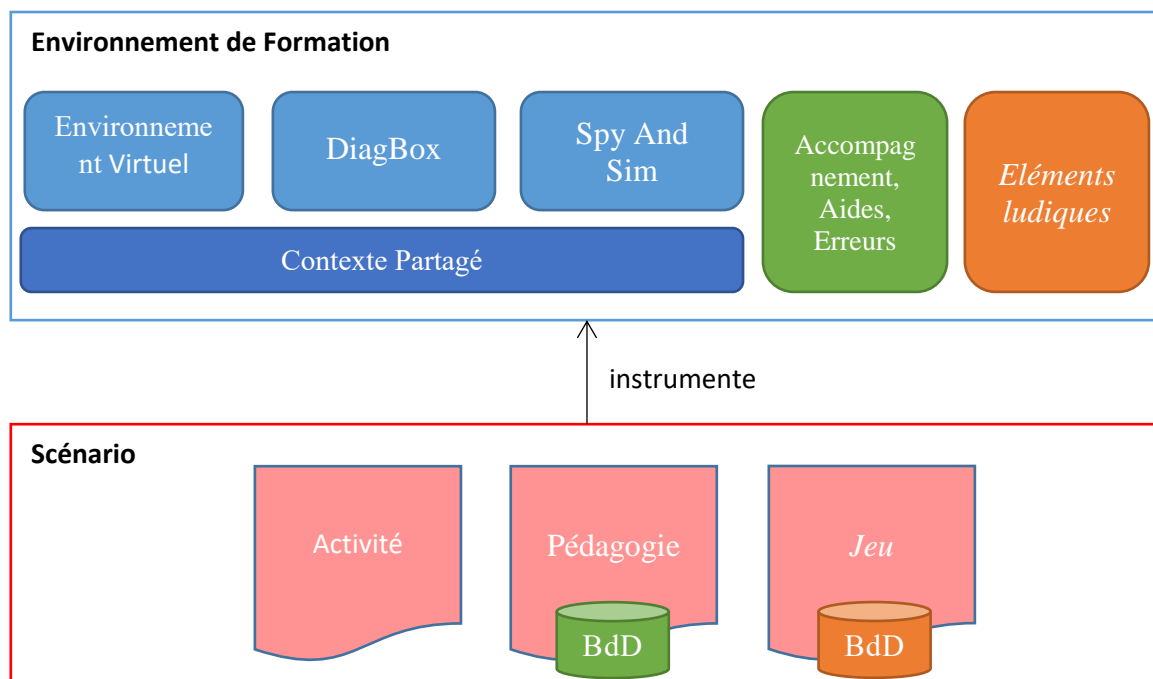 Environnement de Formation
Environneme
nt Virtuel
DiagBox
Spy And
Sim
Accompag
nement,
Aides,
Erreurs
Eléments
ludiques
Contexte Partagé
instrumente
Scénario
Activité
Pédagogie
Jeu
BdD
BdD